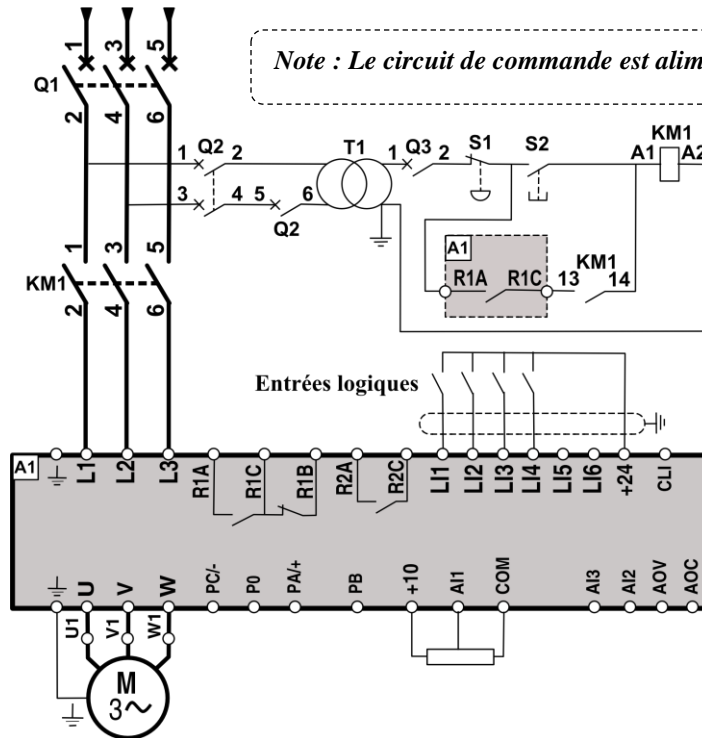 1 3 5
Note : Le circuit de commande est alim
Q1
2 4 6
1 Q2 2 T1 1 Q3 2 S1 S2 A1 KM1 A2
3 4 5 6
Q2
1 3 5
A1
R1A R1C 13 KM1 14
KM1
2 4 6
Entrées logiques
A1
L1 L2 L3 R1A R1C R1B R2A R2C LI1 LI2 LI3 LI4 LI5 LI6 +24 CLI
U V W PC/- P0 PA/+ PB +10 AI1 COM AI3 AI2 AOV AOC
U1 V1 W1
M
3~